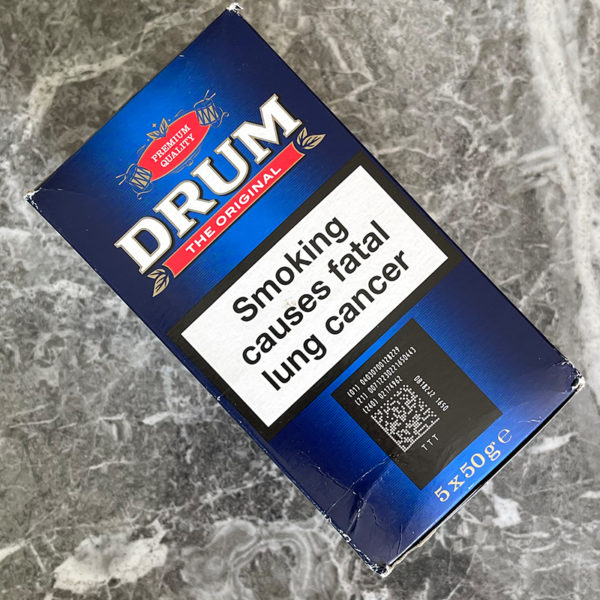 PREMIUM
QUALITY
DRUM
THE ORIGINAL
Smoking
causes fatal
lung cancer
TTT
5 x 50g e